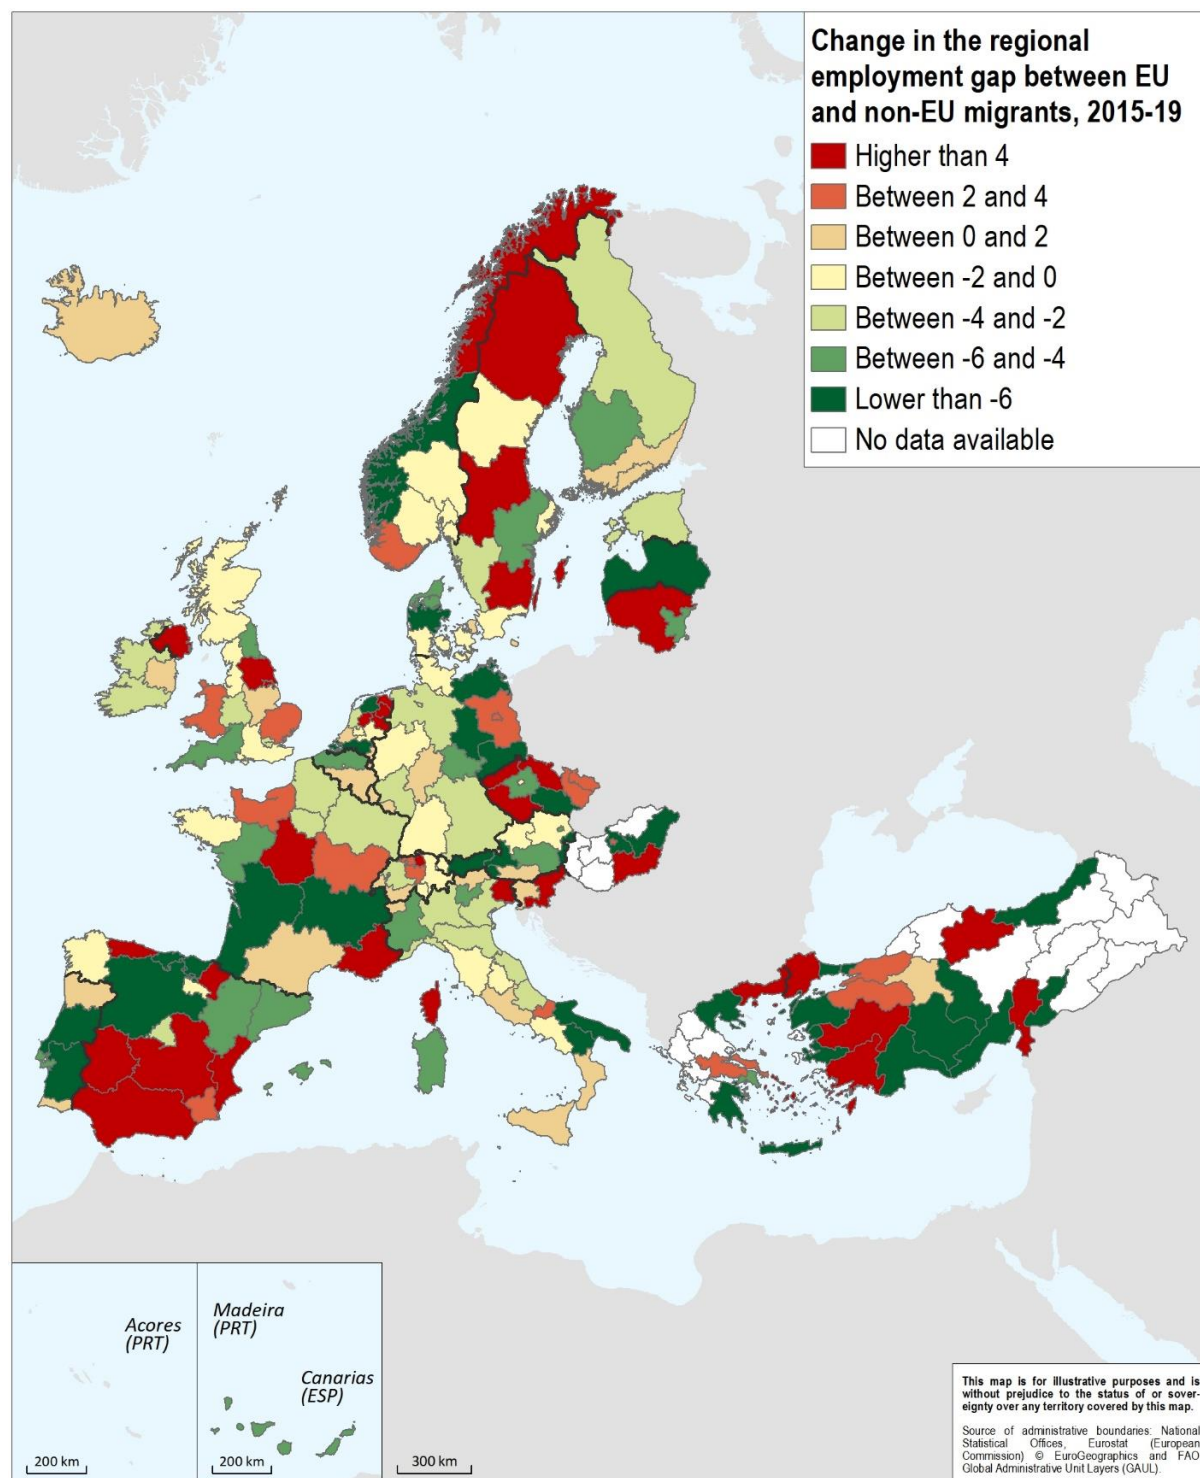 Change in the regional
employment gap between EU
and non-EU migrants, 2015-19
Higher than 4
Between 2 and 4
Between 0 and 2
Between -2 and 0
Between -4 and -2
Between -6 and -4
Lower than -6
No data available
Acores
(PRT)
200 km
Madeira
(PRT)
Canarias
(ESP)
200 km
300 km
This map is for illustrative purposes and is
without prejudice to the status of or sover-
eignty over any territory covered by this map.
Source of administrative boundaries: National
Statistical Offices, Eurostat (European
Commission) © EuroGeographics and FAO
Global Administrative Unit Layers (GAUL).